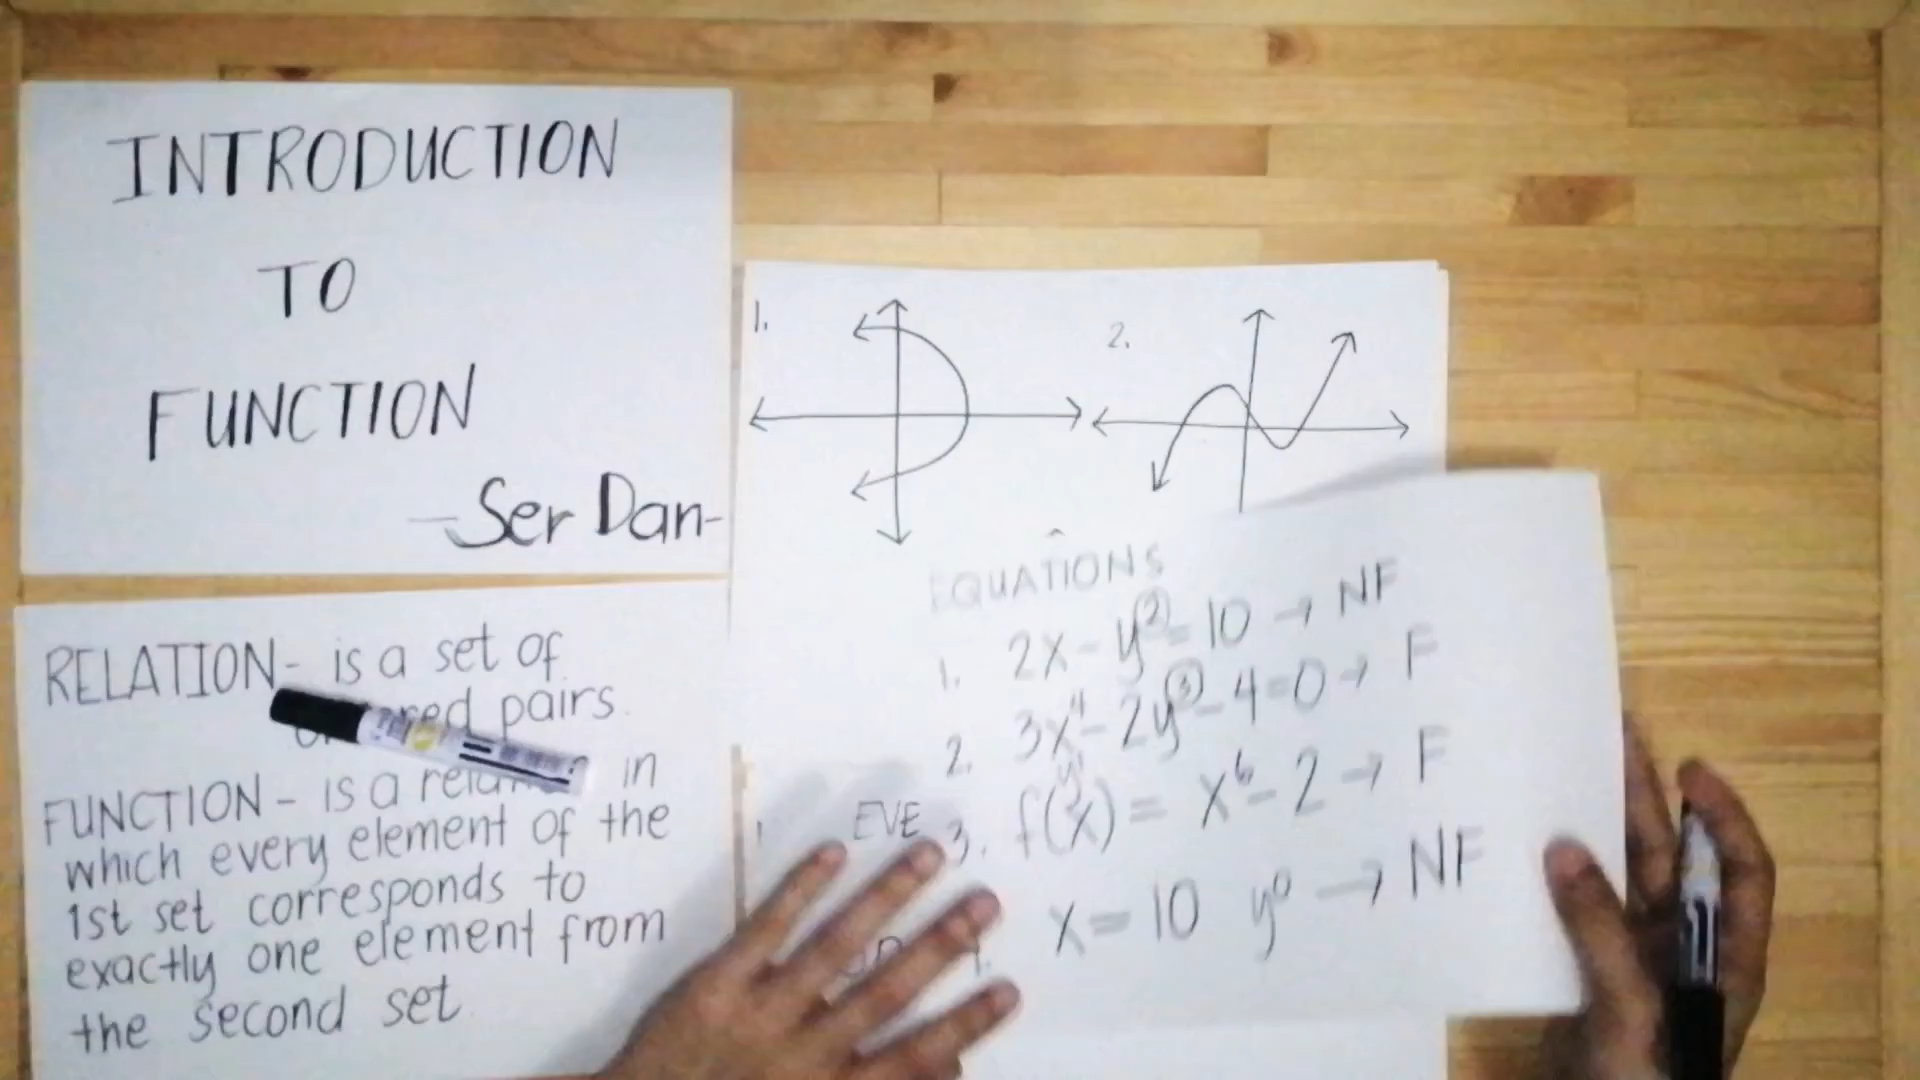 INTRODUCTION
TO
FUNCTION
-Ser Dan-
RELATION- is a set of
pairs.
FUNCTION- is a in
which every element of the
1st set corresponds to
exactly one element from
the second set
1.
2.
EQUATIONS
1. 2x - y² = 10 → NF
2. 3x⁴ - 2y³ - 4 = 0 → F
y¹
3. f(x) = x⁶ - 2 → F
x = 10 y⁰ → NF
EVE